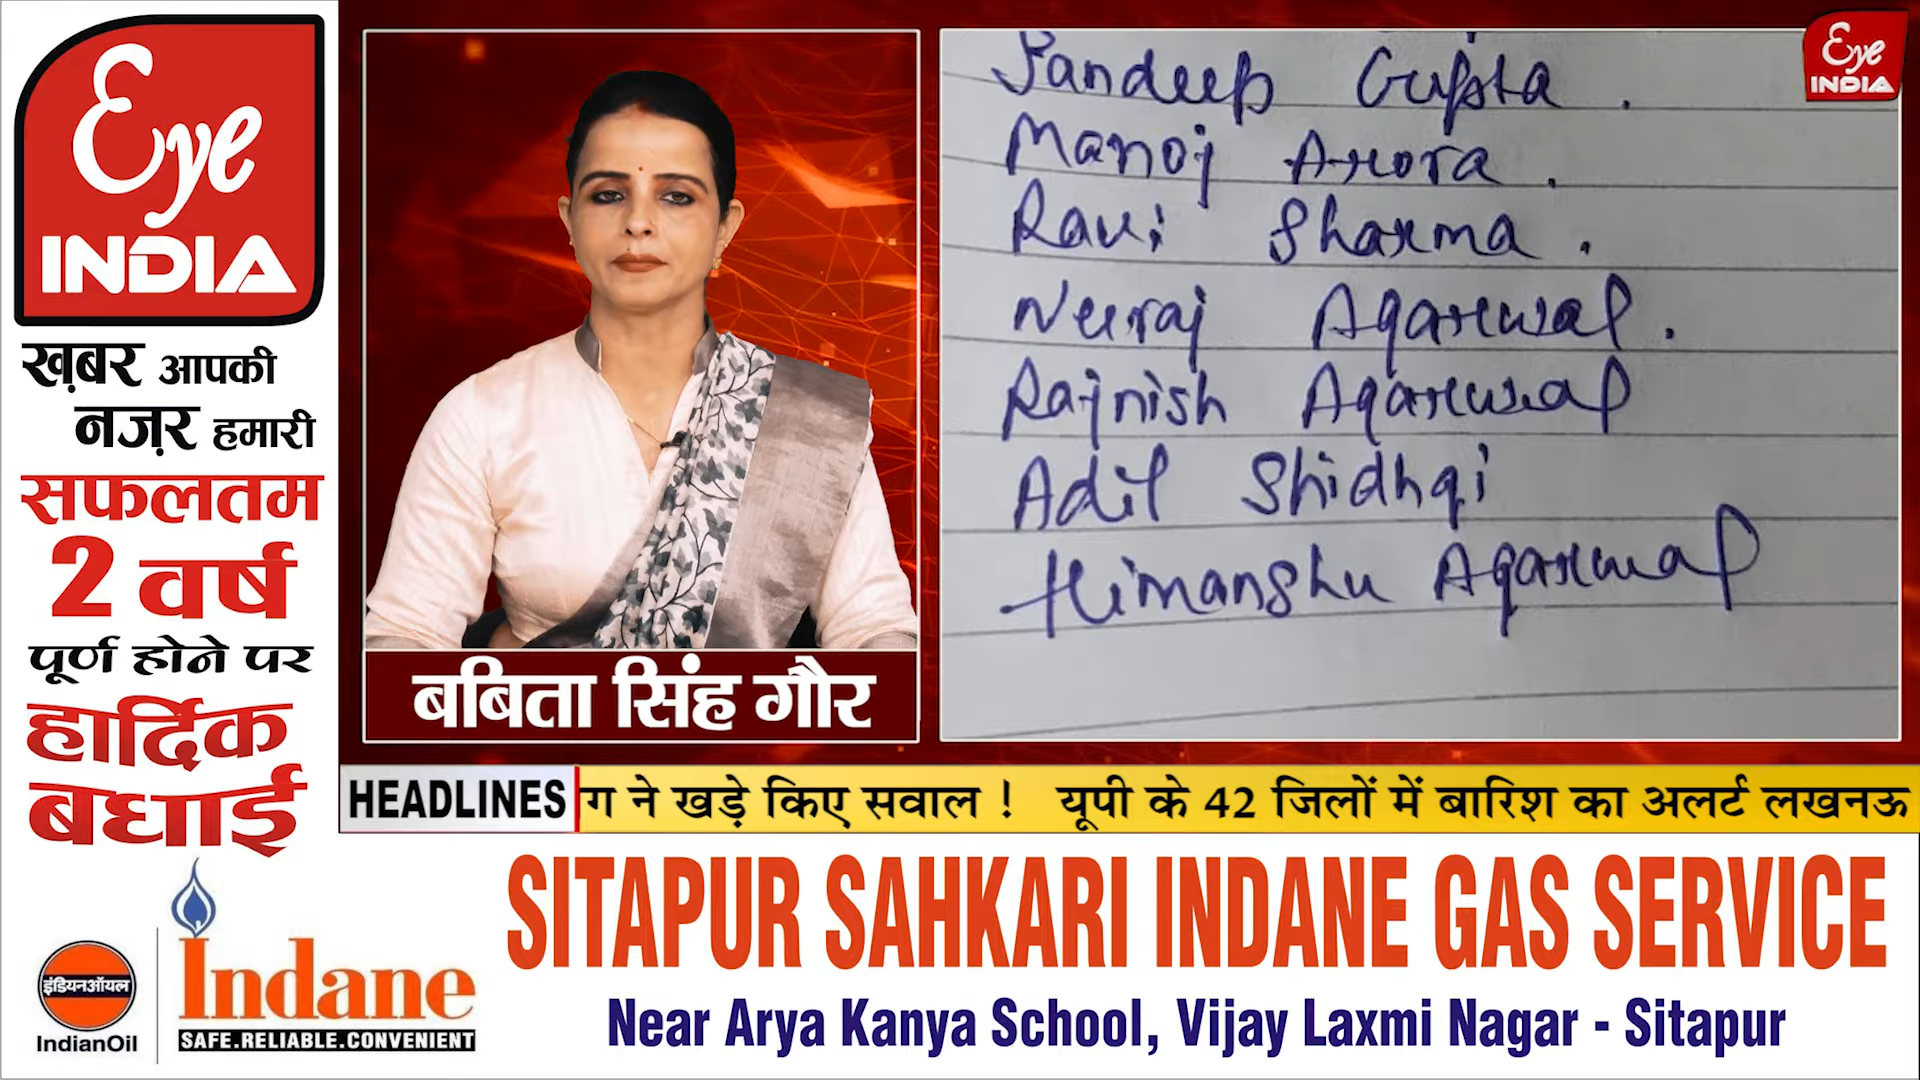 Eye
INDIA
ख़बर आपकी
नज़र हमारी
सफलतम
2 वर्ष
पूर्ण होने पर
हार्दिक
बधाई
बबिता सिंह गौर
Sandeep Gupta .
Manoj Arora .
Ravi Sharma .
Neeraj Agarwal .
Rajnish Agarwal
Adil Shidhqi
Himanshu Agarwal
Eye
INDIA
HEADLINES
ग ने खड़े किए सवाल ! यूपी के 42 जिलों में बारिश का अलर्ट लखनऊ
इंडियनऑयल
IndianOil
Indane
SAFE.RELIABLE.CONVENIENT
SITAPUR SAHKARI INDANE GAS SERVICE
Near Arya Kanya School, Vijay Laxmi Nagar - Sitapur